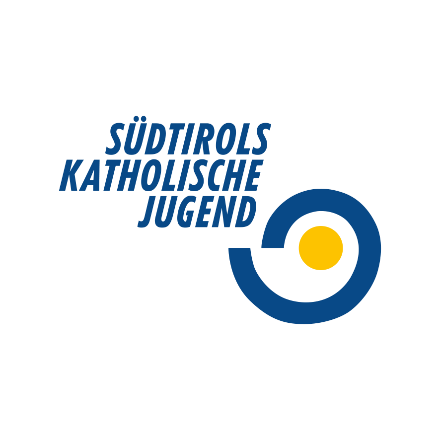 SÜDTIROLS
KATHOLISCHE
JUGEND